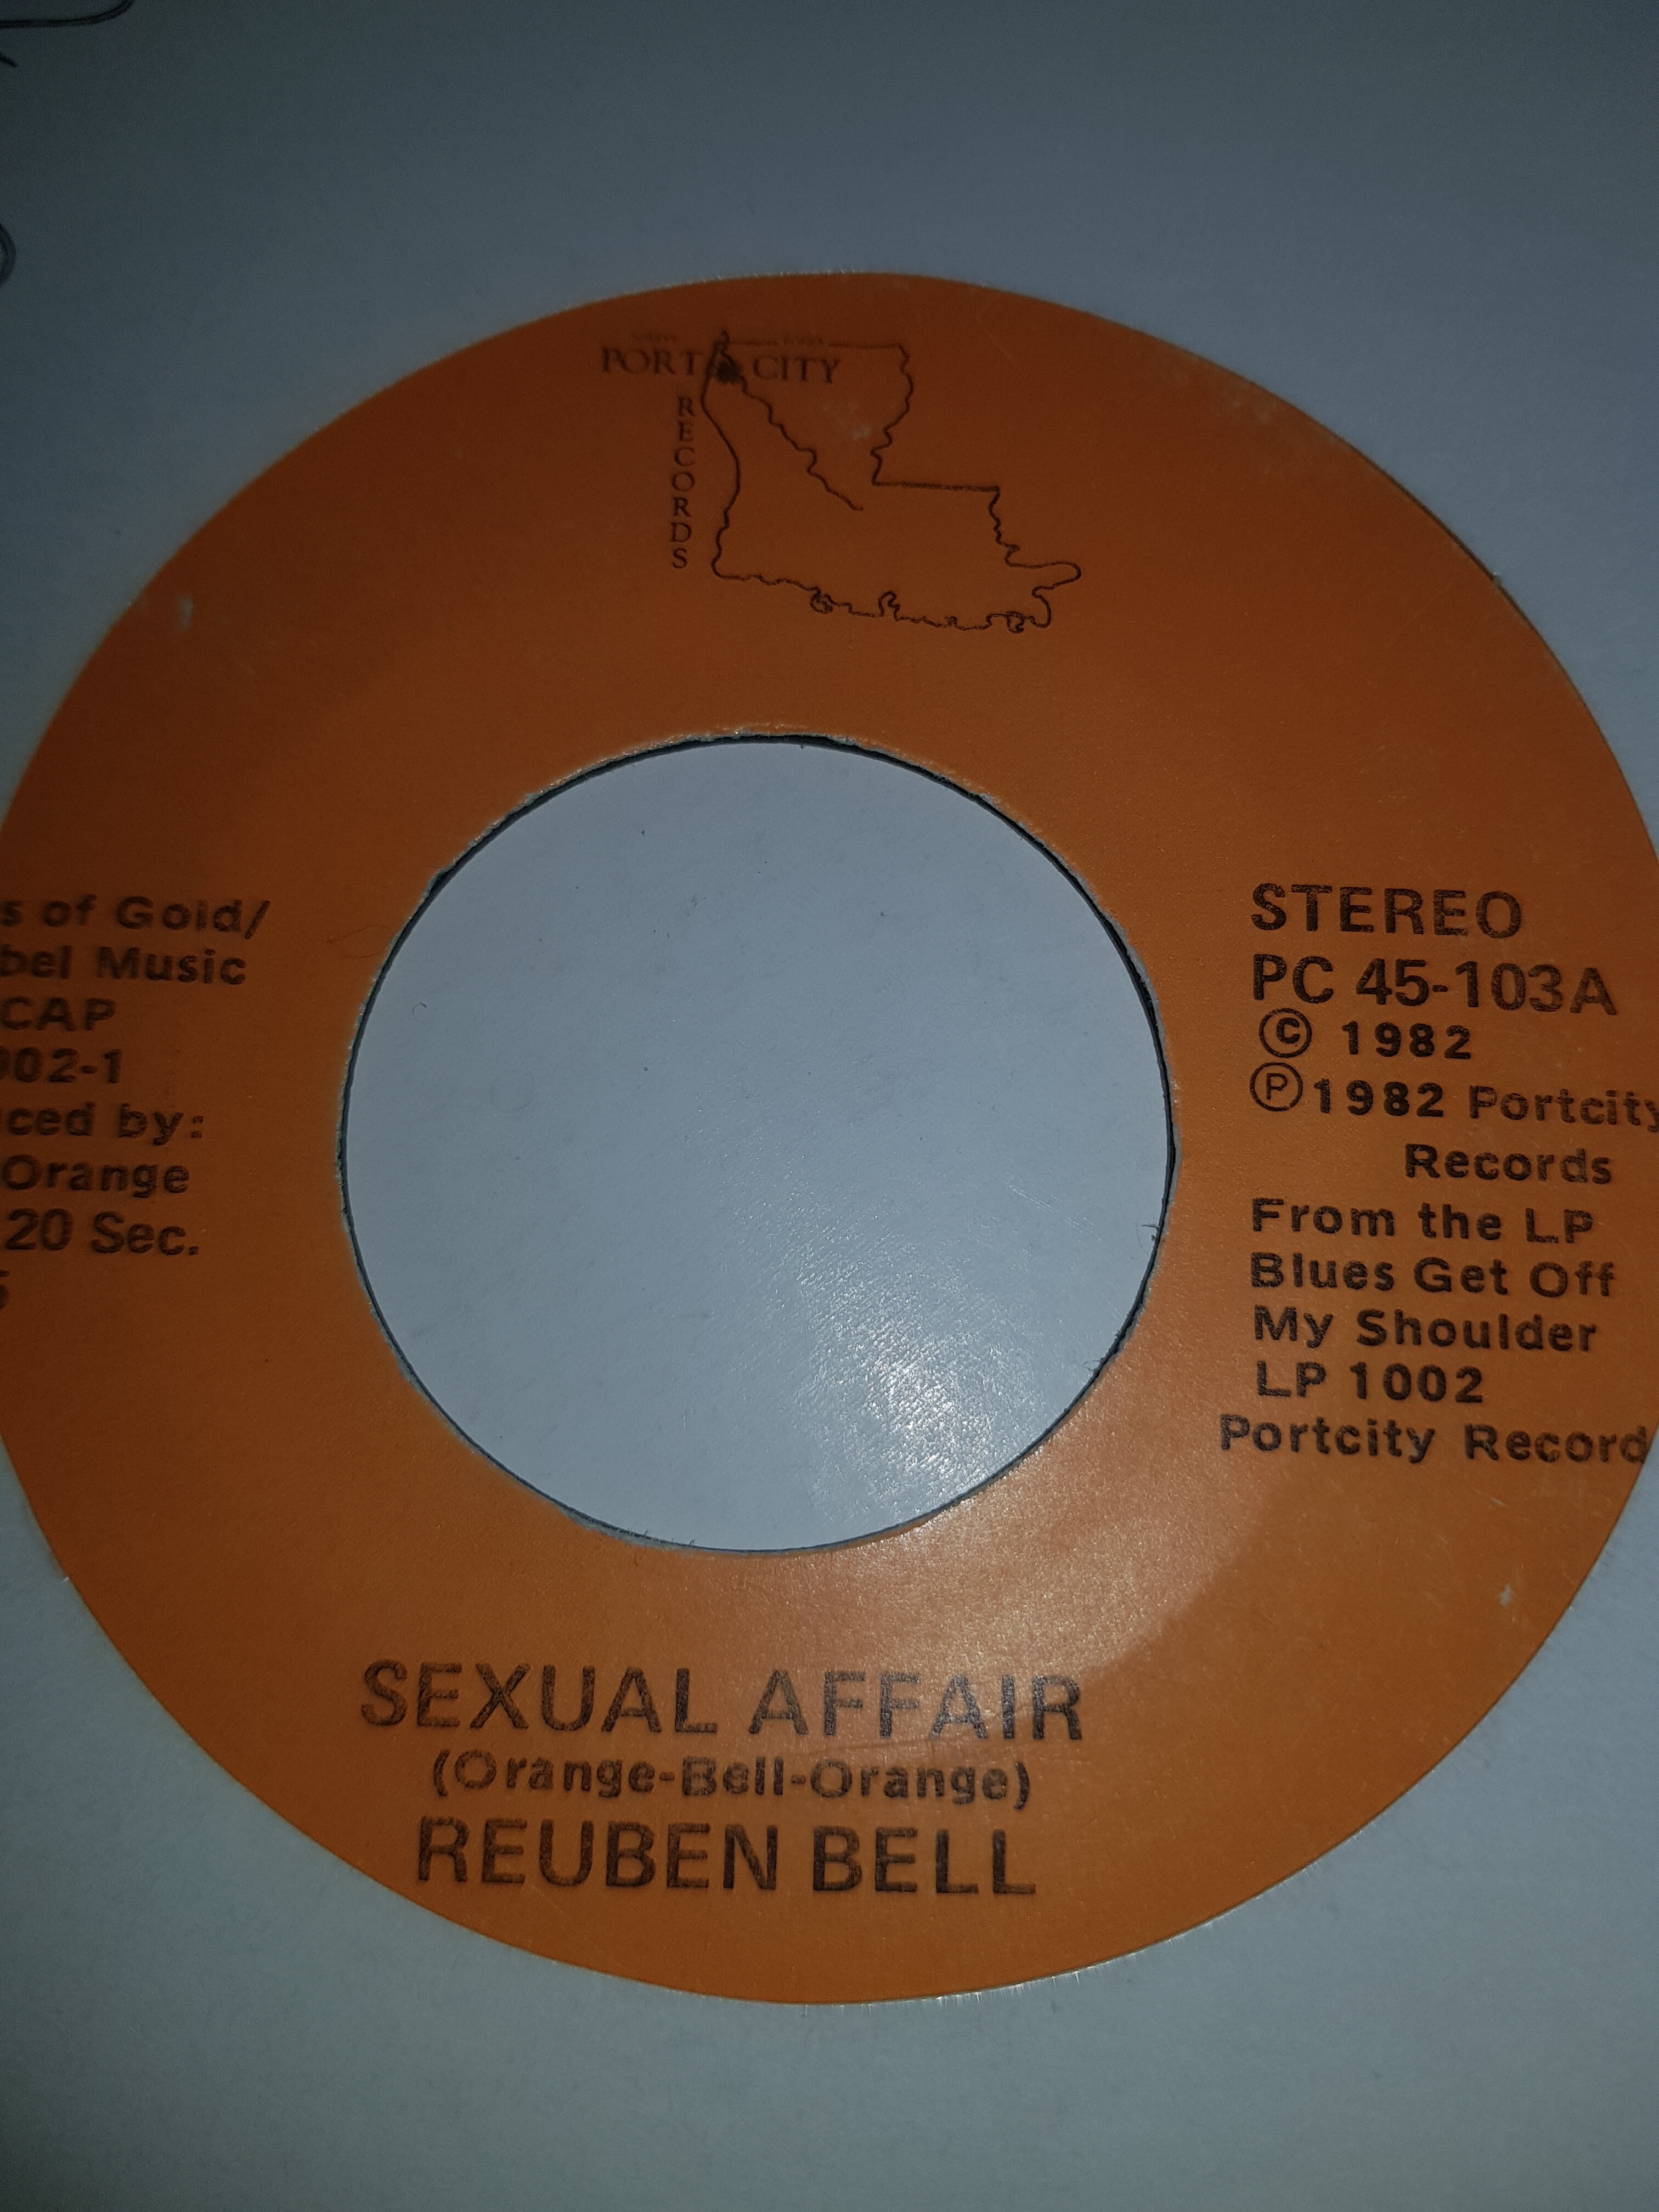 PORT CITY
RECORDS
s of Gold/
bel Music
CAP
002-1
ced by:
Orange
20 Sec.
STEREO
PC 45-103A
© 1982
Ⓟ1982 Portcity
Records
From the LP
Blues Get Off
My Shoulder
LP 1002
Portcity Record
SEXUAL AFFAIR
(Orange-Bell-Orange)
REUBEN BELL